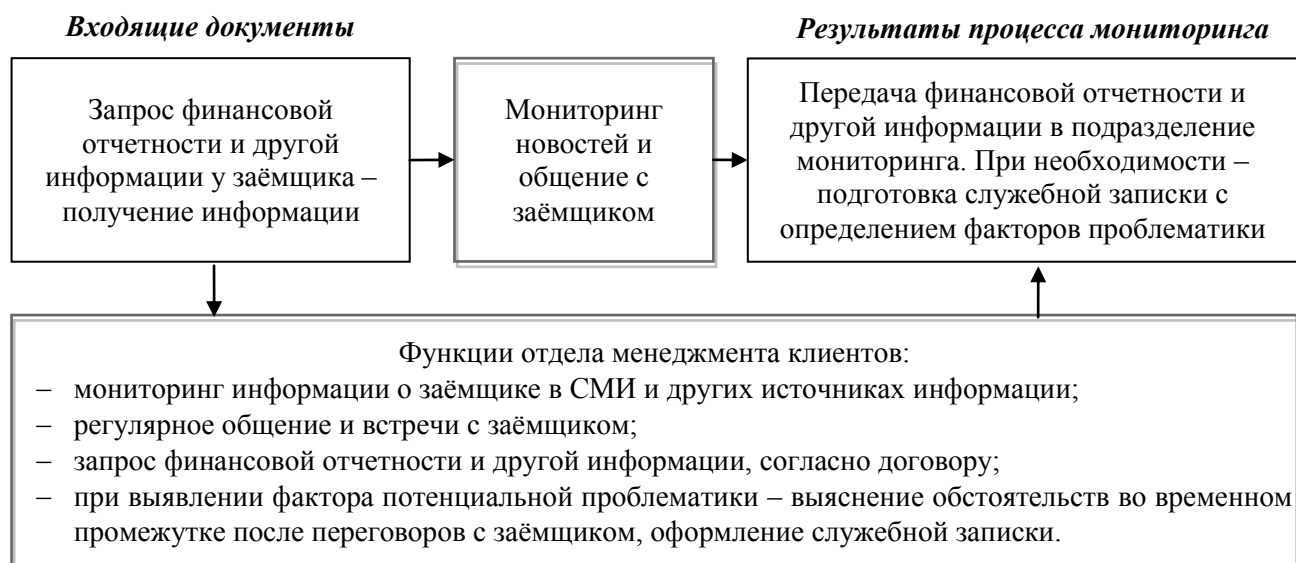 Входящие документы
Результаты процесса мониторинга
Запрос финансовой
отчетности и другой
информации у заёмщика –
получение информации
Мониторинг
новостей и
общение с
заёмщиком
Передача финансовой отчетности и
другой информации в подразделение
мониторинга. При необходимости –
подготовка служебной записки с
определением факторов проблематики
Функции отдела менеджмента клиентов:
– мониторинг информации о заёмщике в СМИ и других источниках информации;
– регулярное общение и встречи с заёмщиком;
– запрос финансовой отчетности и другой информации, согласно договору;
– при выявлении фактора потенциальной проблематики – выяснение обстоятельств во временном
промежутке после переговоров с заёмщиком, оформление служебной записки.